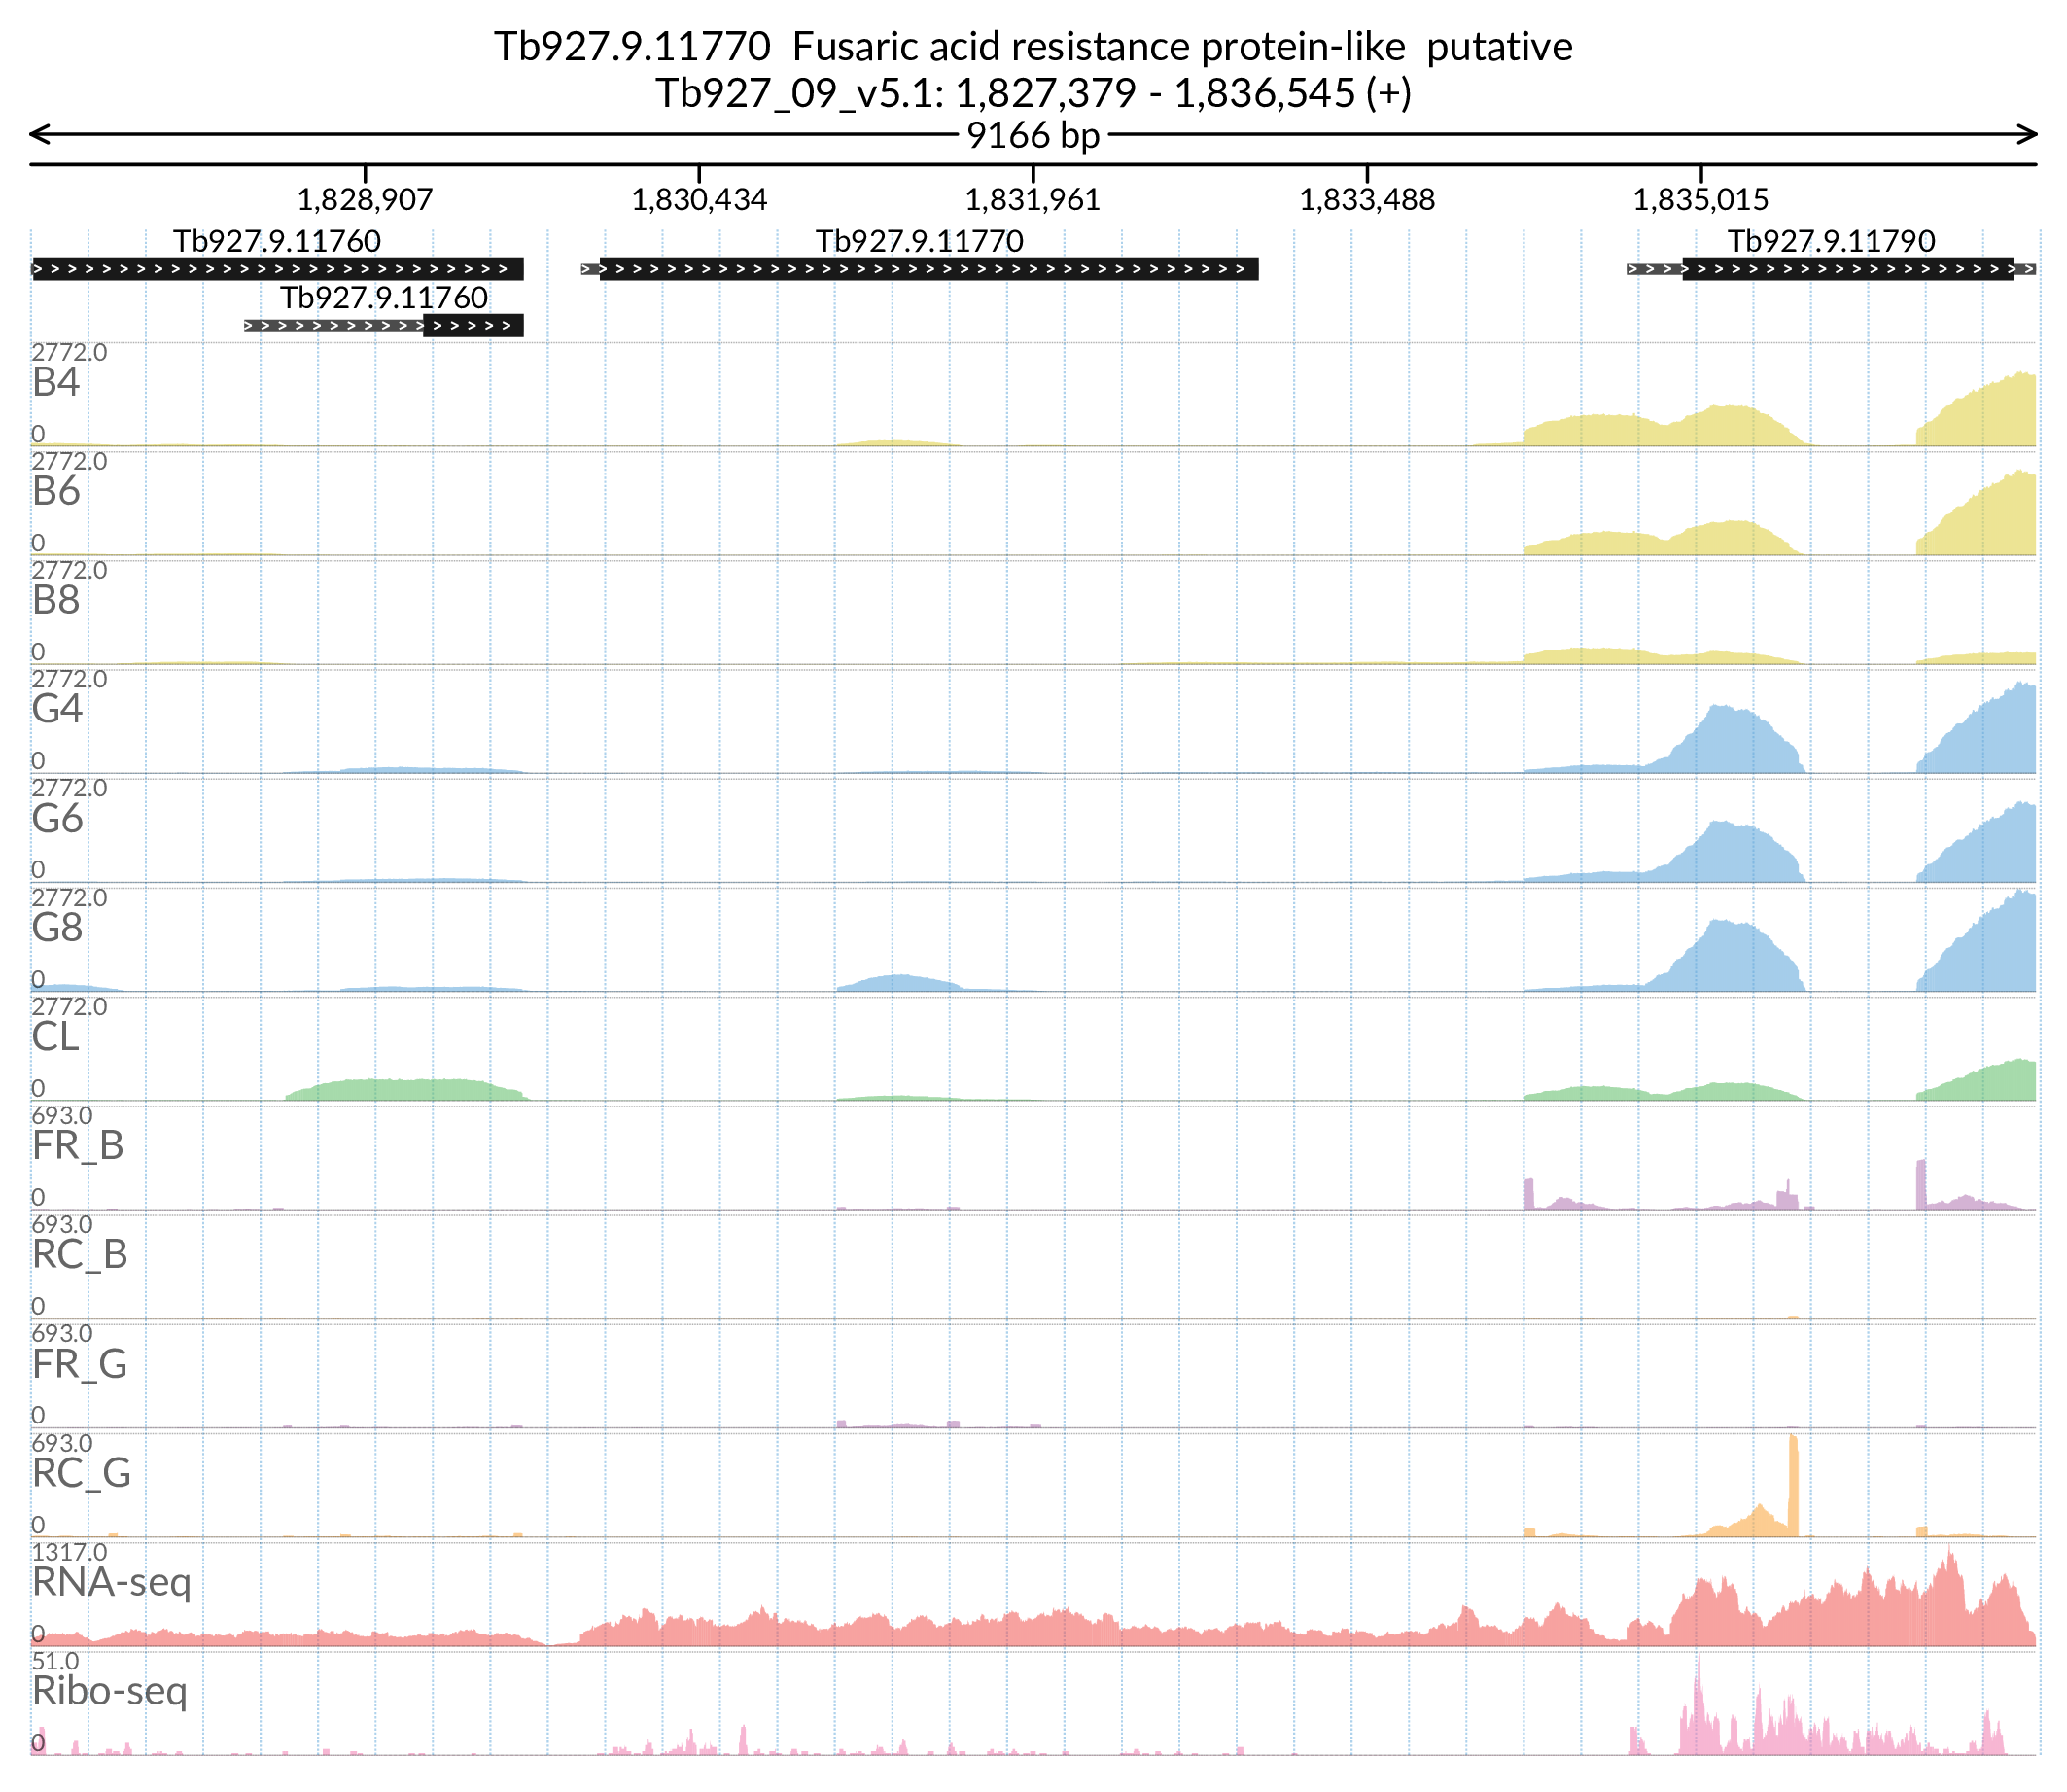 Tb927.9.11770  Fusaric acid resistance protein-like  putative
Tb927_09_v5.1: 1,827,379 - 1,836,545 (+)
9166 bp
1,828,907 1,830,434 1,831,961 1,833,488 1,835,015
Tb927.9.11760 Tb927.9.11770 Tb927.9.11790
Tb927.9.11760
2772.0
B4
0
2772.0
B6
0
2772.0
B8
0
2772.0
G4
0
2772.0
G6
0
2772.0
G8
0
2772.0
CL
0
693.0
FR_B
0
693.0
RC_B
0
693.0
FR_G
0
693.0
RC_G
0
1317.0
RNA-seq
0
51.0
Ribo-seq
0